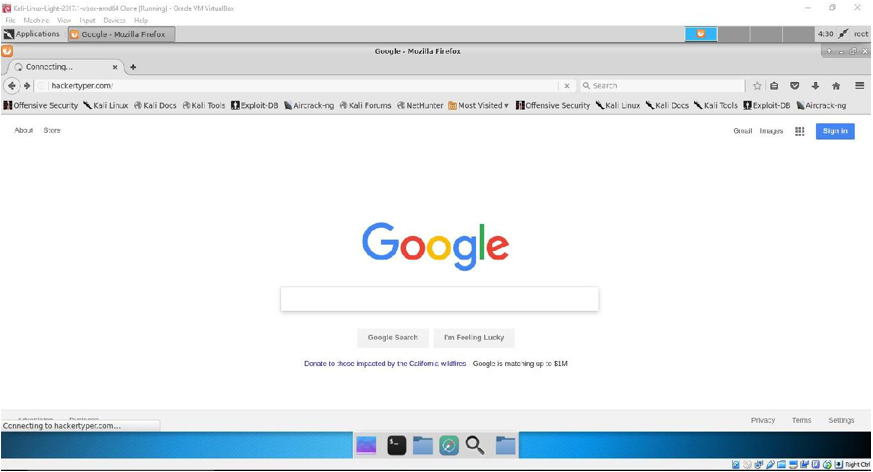 Kali-Linux-Light-2017.1-vbox-amd64 Clone [Running] - Oracle VM VirtualBox
File Machine View Input Devices Help
Applications Google - Mozilla Firefox 4:30 root
Google - Mozilla Firefox
Connecting...
hackertyper.com/ Search
Offensive Security Kali Linux Kali Docs Kali Tools Exploit-DB Aircrack-ng Kali Forums NetHunter Most Visited Offensive Security Kali Linux Kali Docs Kali Tools Exploit-DB Aircrack-ng
About Store Gmail Images Sign in
Google
Google Search I'm Feeling Lucky
Donate to those impacted by the California wildfires Google is matching up to $1M
Privacy Terms Settings
Connecting to hackertyper.com...
Right Ctrl